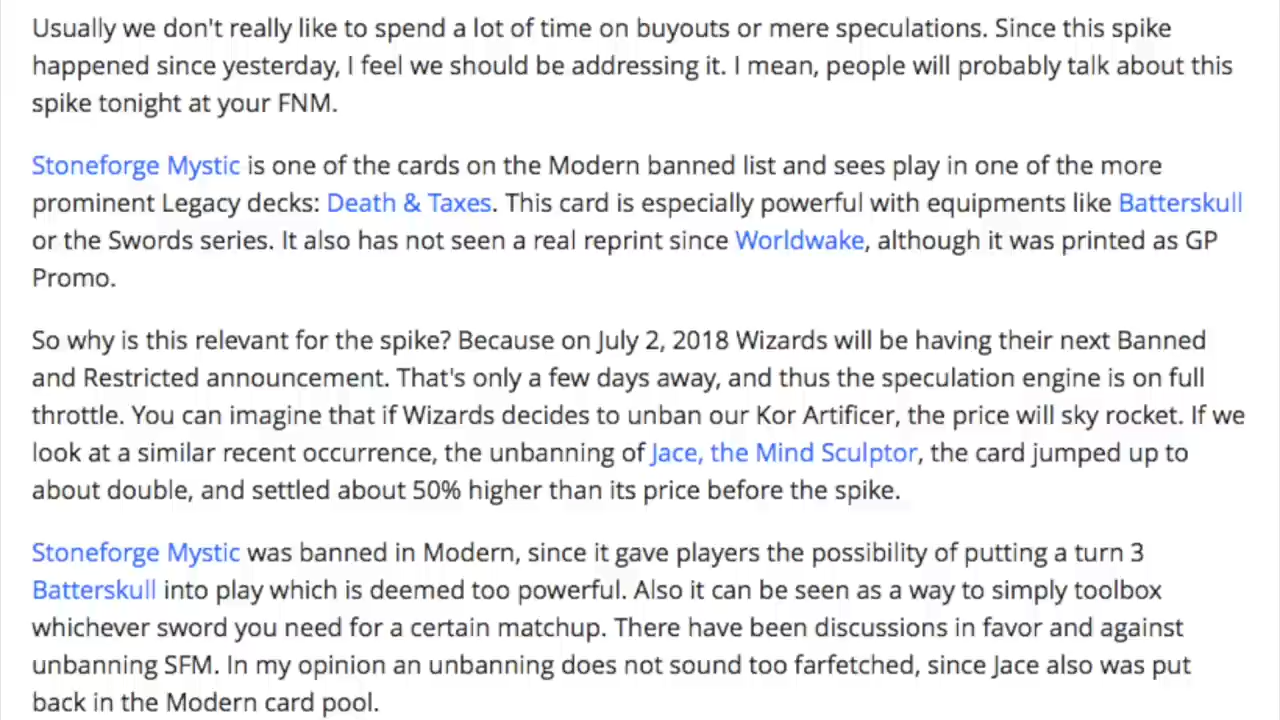 Usually we don't really like to spend a lot of time on buyouts or mere speculations. Since this spike
happened since yesterday, I feel we should be addressing it. I mean, people will probably talk about this
spike tonight at your FNM.
Stoneforge Mystic is one of the cards on the Modern banned list and sees play in one of the more
prominent Legacy decks: Death & Taxes. This card is especially powerful with equipments like Batterskull
or the Swords series. It also has not seen a real reprint since Worldwake, although it was printed as GP
Promo.
So why is this relevant for the spike? Because on July 2, 2018 Wizards will be having their next Banned
and Restricted announcement. That's only a few days away, and thus the speculation engine is on full
throttle. You can imagine that if Wizards decides to unban our Kor Artificer, the price will sky rocket. If we
look at a similar recent occurrence, the unbanning of Jace, the Mind Sculptor, the card jumped up to
about double, and settled about 50% higher than its price before the spike.
Stoneforge Mystic was banned in Modern, since it gave players the possibility of putting a turn 3
Batterskull into play which is deemed too powerful. Also it can be seen as a way to simply toolbox
whichever sword you need for a certain matchup. There have been discussions in favor and against
unbanning SFM. In my opinion an unbanning does not sound too farfetched, since Jace also was put
back in the Modern card pool.